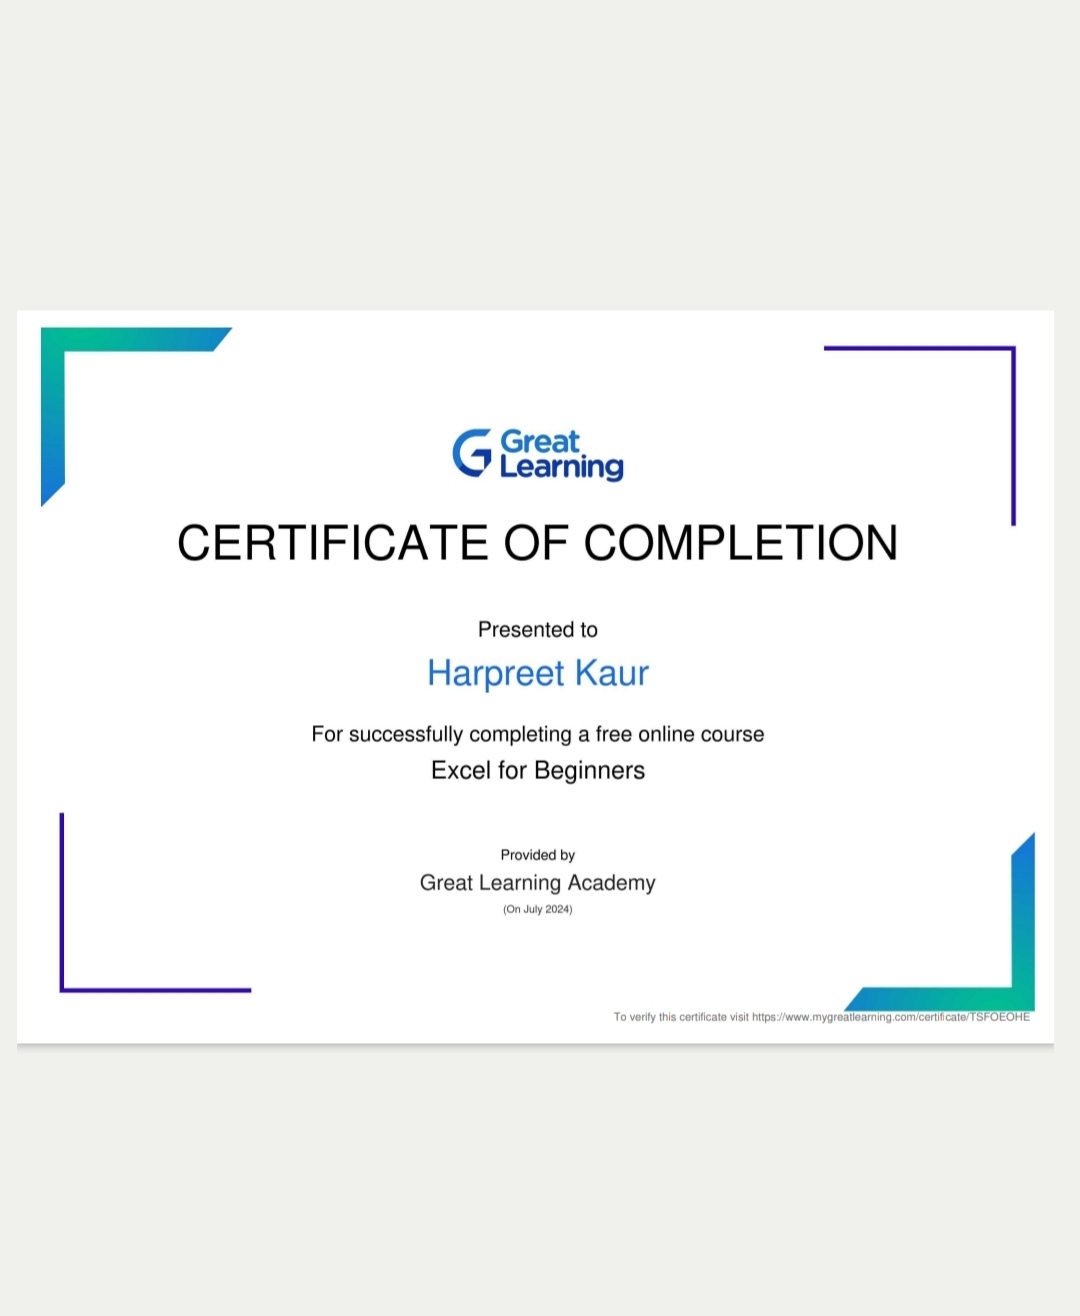 Great
Learning
CERTIFICATE OF COMPLETION
Presented to
Harpreet Kaur
For successfully completing a free online course
Excel for Beginners
Provided by
Great Learning Academy
(On July 2024)
To verify this certificate visit https://www.mygreatlearning.com/certificate/TSFOEOHE